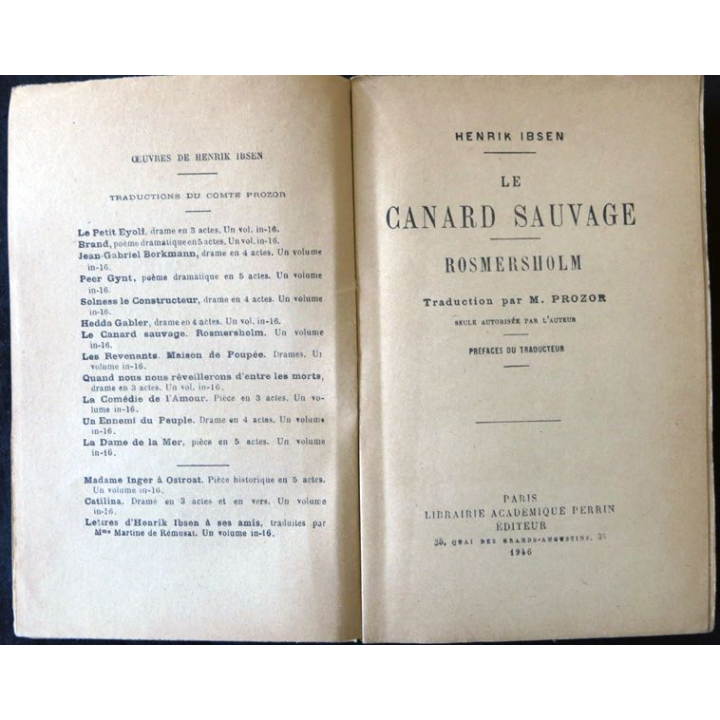 ŒUVRES DE HENRIK IBSEN
TRADUCTIONS DU COMTE PROZOR
Le Petit Eyolf, drame en 3 actes. Un vol. in-16.
Brand, poème dramatique en 5 actes. Un vol. in-16.
Jean-Gabriel Borkmann, drame en 4 actes. Un volume
in-16.
Peer Gynt, poème dramatique en 5 actes. Un volume
in-16.
Solness le Constructeur, drame en 4 actes. Un volume
in-16.
Hedda Gabler, drame en 4 actes. Un vol. in-16.
Le Canard sauvage. Rosmersholm. Un volume
in-16.
Les Revenants. Maison de Poupée. Drames. Un
volume in-16.
Quand nous nous réveillerons d'entre les morts,
drame en 3 actes. Un vol. in-16.
La Comédie de l'Amour. Pièce en 3 actes. Un vo-
lume in-16.
Un Ennemi du Peuple. Drame en 4 actes. Un volume
in-16.
La Dame de la Mer, pièce en 5 actes. Un volume
in-16.
Madame Inger à Ostroat. Pièce historique en 5 actes.
Un volume in-16.
Catilina. Drame en 3 actes et en vers. Un volume
in-16.
Lettres d'Henrik Ibsen à ses amis, traduites par
Mme Martine de Rémusat. Un volume in-16.
HENRIK IBSEN
LE
CANARD SAUVAGE
ROSMERSHOLM
Traduction par M. PROZOR
SEULE AUTORISÉE PAR L'AUTEUR
PRÉFACES DU TRADUCTEUR
PARIS
LIBRAIRIE ACADÉMIQUE PERRIN
ÉDITEUR
35, QUAI DES GRANDS-AUGUSTINS, 35
1946